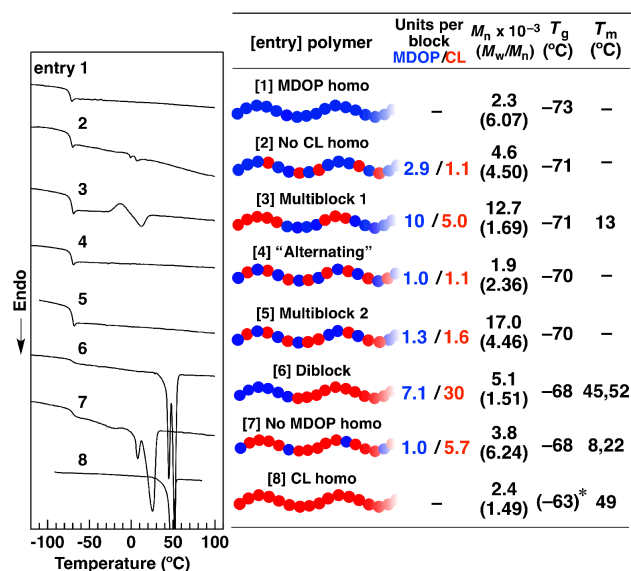 entry 1
2
3
4
5
6
7
8
Endo
-100 -50 0 50 100
Temperature (ºC)
[entry] polymer
Units per
block
MDOP/CL
Mn x 10⁻³
(Mw/Mn)
Tg
(ºC)
Tm
(ºC)
[1] MDOP homo
– 2.3 –73 –
(6.07)
[2] No CL homo
2.9 / 1.1 4.6 –71 –
(4.50)
[3] Multiblock 1
10 / 5.0 12.7 –71 13
(1.69)
[4] “Alternating”
1.0 / 1.1 1.9 –70 –
(2.36)
[5] Multiblock 2
1.3 / 1.6 17.0 –70 –
(4.46)
[6] Diblock
7.1 / 30 5.1 –68 45,52
(1.51)
[7] No MDOP homo
1.0 / 5.7 3.8 –68 8,22
(6.24)
[8] CL homo
– 2.4 (–63)* 49
(1.49)